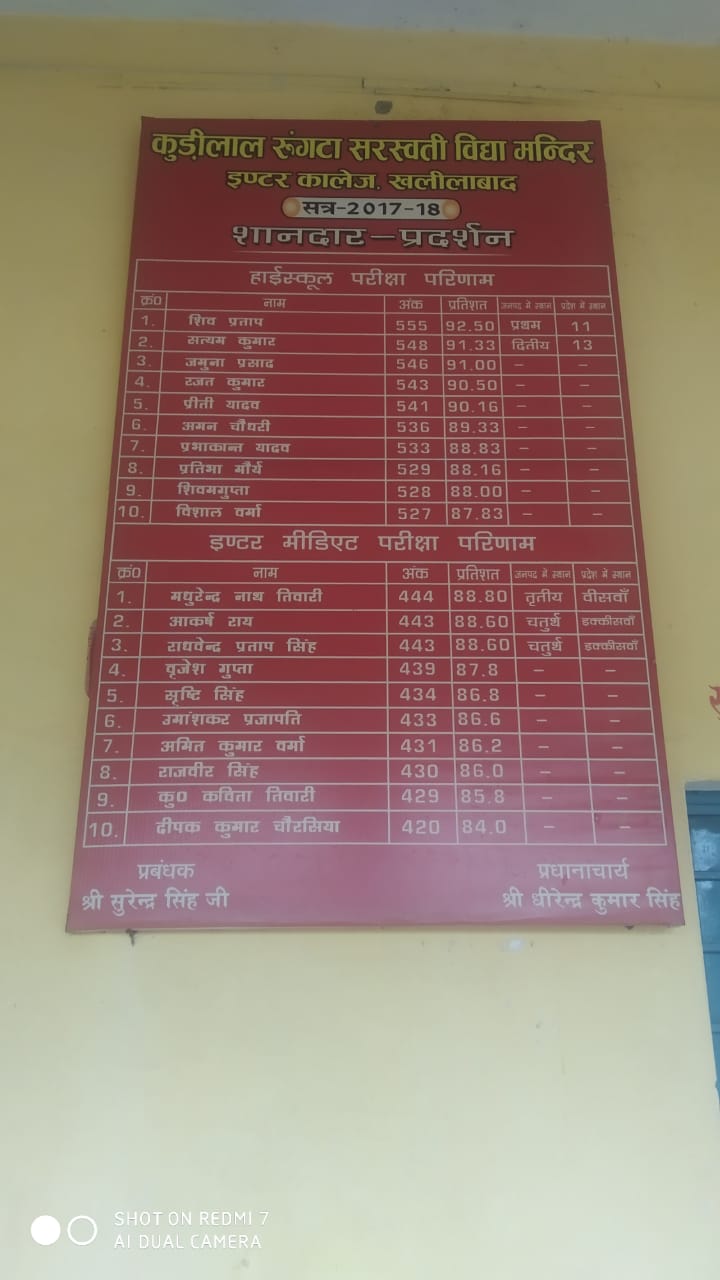 कुड़ीलाल रुंगटा सरस्वती विद्या मन्दिर
इण्टर कालेज, खलीलाबाद
सत्र-2017-18
शानदार-प्रदर्शन
हाईस्कूल परीक्षा परिणाम
क्रं0 नाम अंक प्रतिशत जनपद में स्थान प्रदेश में स्थान
1. शिव प्रताप 555 92.50 प्रथम 11
2. सत्यम कुमार 548 91.33 दितीय 13
3. जमुना प्रसाद 546 91.00 – –
4. रजत कुमार 543 90.50 – –
5. प्रीती यादव 541 90.16 – –
6. अमन चौधरी 536 89.33 – –
7. प्रभाकान्त यादव 533 88.83 – –
8. प्रतिभा मौर्य 529 88.16 – –
9. शिवमगुप्ता 528 88.00 – –
10. विशाल वर्मा 527 87.83 – –
इण्टर मीडिएट परीक्षा परिणाम
क्रं0 नाम अंक प्रतिशत जनपद में स्थान प्रदेश में स्थान
1. मधुरेन्द्र नाथ तिवारी 444 88.80 तृतीय वीसवाँ
2. आकर्ष राय 443 88.60 चतुर्थ इक्कीसवाँ
3. राधवेन्द्र प्रताप सिंह 443 88.60 चतुर्थ इक्कीसवाँ
4. वृजेश गुप्ता 439 87.8 – –
5. सृष्टि सिंह 434 86.8 – –
6. उमांशकर प्रजापति 433 86.6 – –
7. अमित कुमार वर्मा 431 86.2 – –
8. राजवीर सिंह 430 86.0 – –
9. कु0 कविता तिवारी 429 85.8 – –
10. दीपक कुमार चौरसिया 420 84.0 – –
प्रबंधक प्रधानाचार्य
श्री सुरेन्द्र सिंह जी श्री धीरेन्द्र कुमार सिंह
SHOT ON REDMI 7
AI DUAL CAMERA